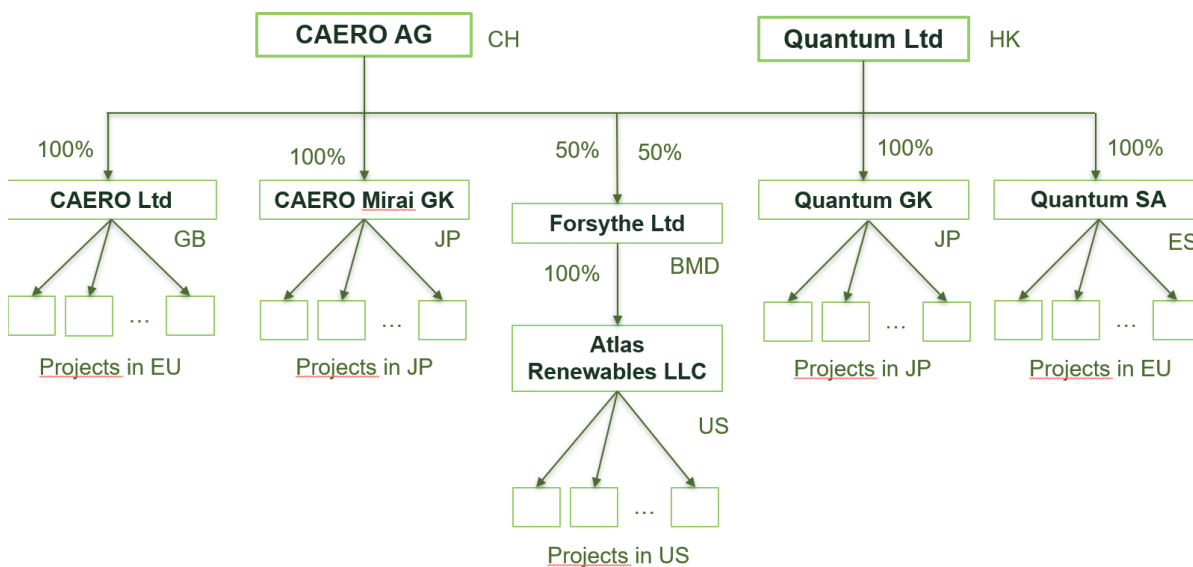 CAERO AG
CH
Quantum Ltd
HK
100%
100%
50%
50%
100%
100%
CAERO Ltd
CAERO Mirai GK
Forsythe Ltd
Quantum GK
Quantum SA
GB
JP
BMD
JP
ES
100%
...
...
...
...
Atlas
Renewables LLC
Projects in EU
Projects in JP
Projects in JP
Projects in EU
US
...
Projects in US